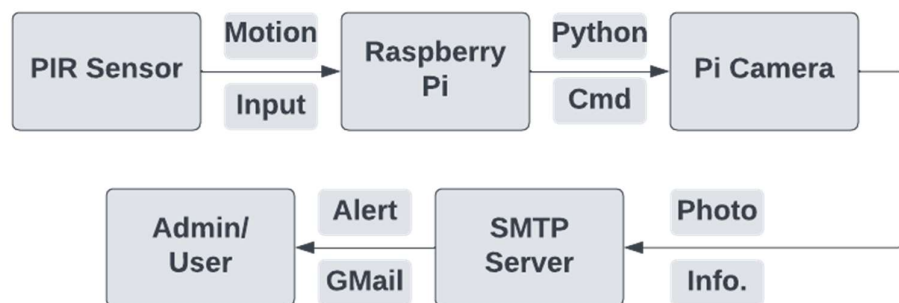 PIR Sensor
Motion
Input
Raspberry
Pi
Python
Cmd
Pi Camera
Photo
Info.
SMTP
Server
Alert
GMail
Admin/
User